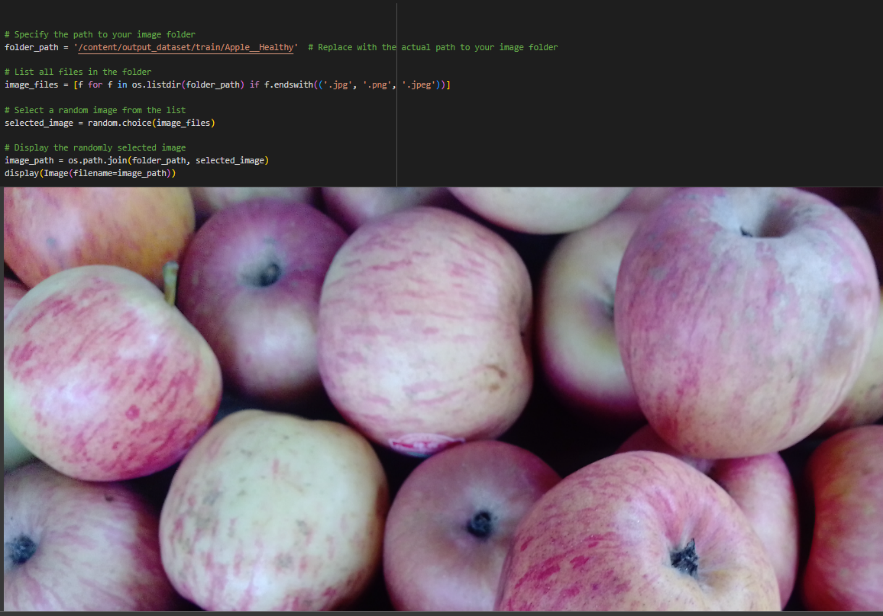 # Specify the path to your image folder
folder_path = '/content/output_dataset/train/Apple__Healthy'  # Replace with the actual path to your image folder
# List all files in the folder
image_files = [f for f in os.listdir(folder_path) if f.endswith(('.jpg', '.png', '.jpeg'))]
# Select a random image from the list
selected_image = random.choice(image_files)
# Display the randomly selected image
image_path = os.path.join(folder_path, selected_image)
display(Image(filename=image_path))